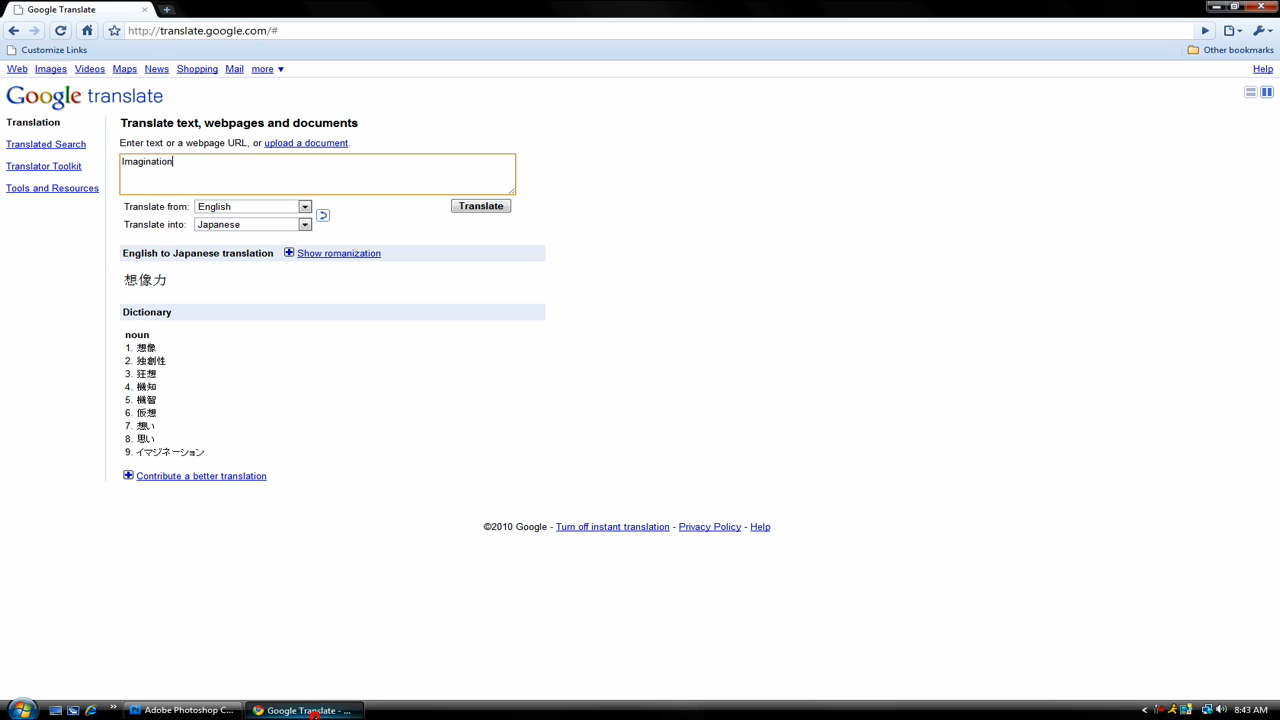 Google Translate
http://translate.google.com/#
Customize Links
Other bookmarks
Web Images Videos Maps News Shopping Mail more ▼
Help
Google translate
Translation
Translated Search
Translator Toolkit
Tools and Resources
Translate text, webpages and documents
Enter text or a webpage URL, or upload a document.
Imagination
Translate from: English
Translate
Translate into: Japanese
English to Japanese translation Show romanization
想像力
Dictionary
noun
1. 想像
2. 独創性
3. 狂想
4. 機知
5. 機智
6. 仮想
7. 想い
8. 思い
9. イマジネーション
Contribute a better translation
©2010 Google - Turn off instant translation - Privacy Policy - Help
Adobe Photoshop C...
Google Translate - ...
8:43 AM